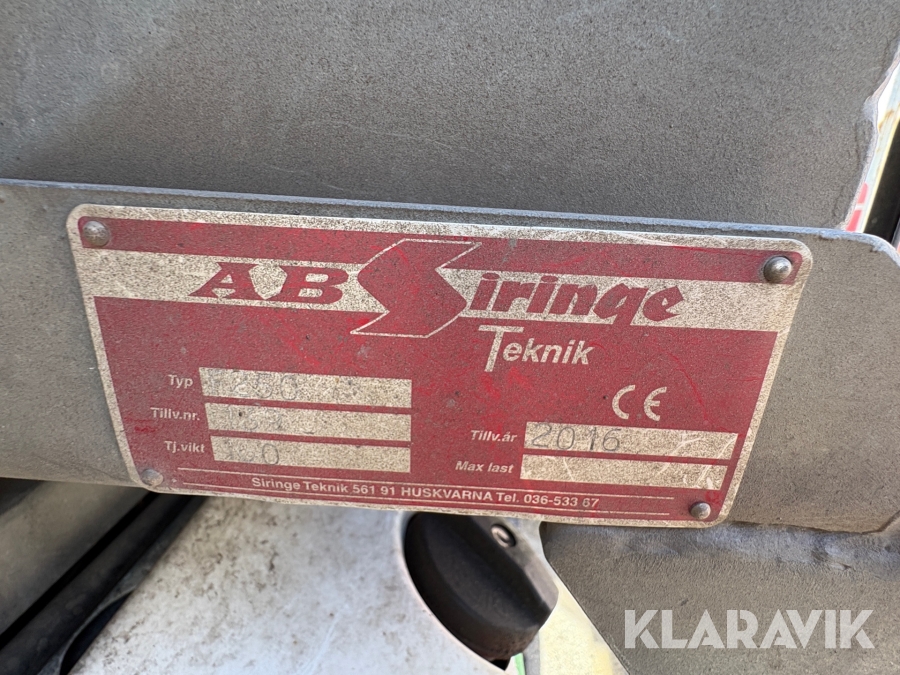 AB Siringe
Teknik
Typ
Tillv.nr.
Tj.vikt
Tillv.år 2016
Max last
Siringe Teknik 561 91 HUSKVARNA Tel. 036-533 67
CE
KLARAVIK